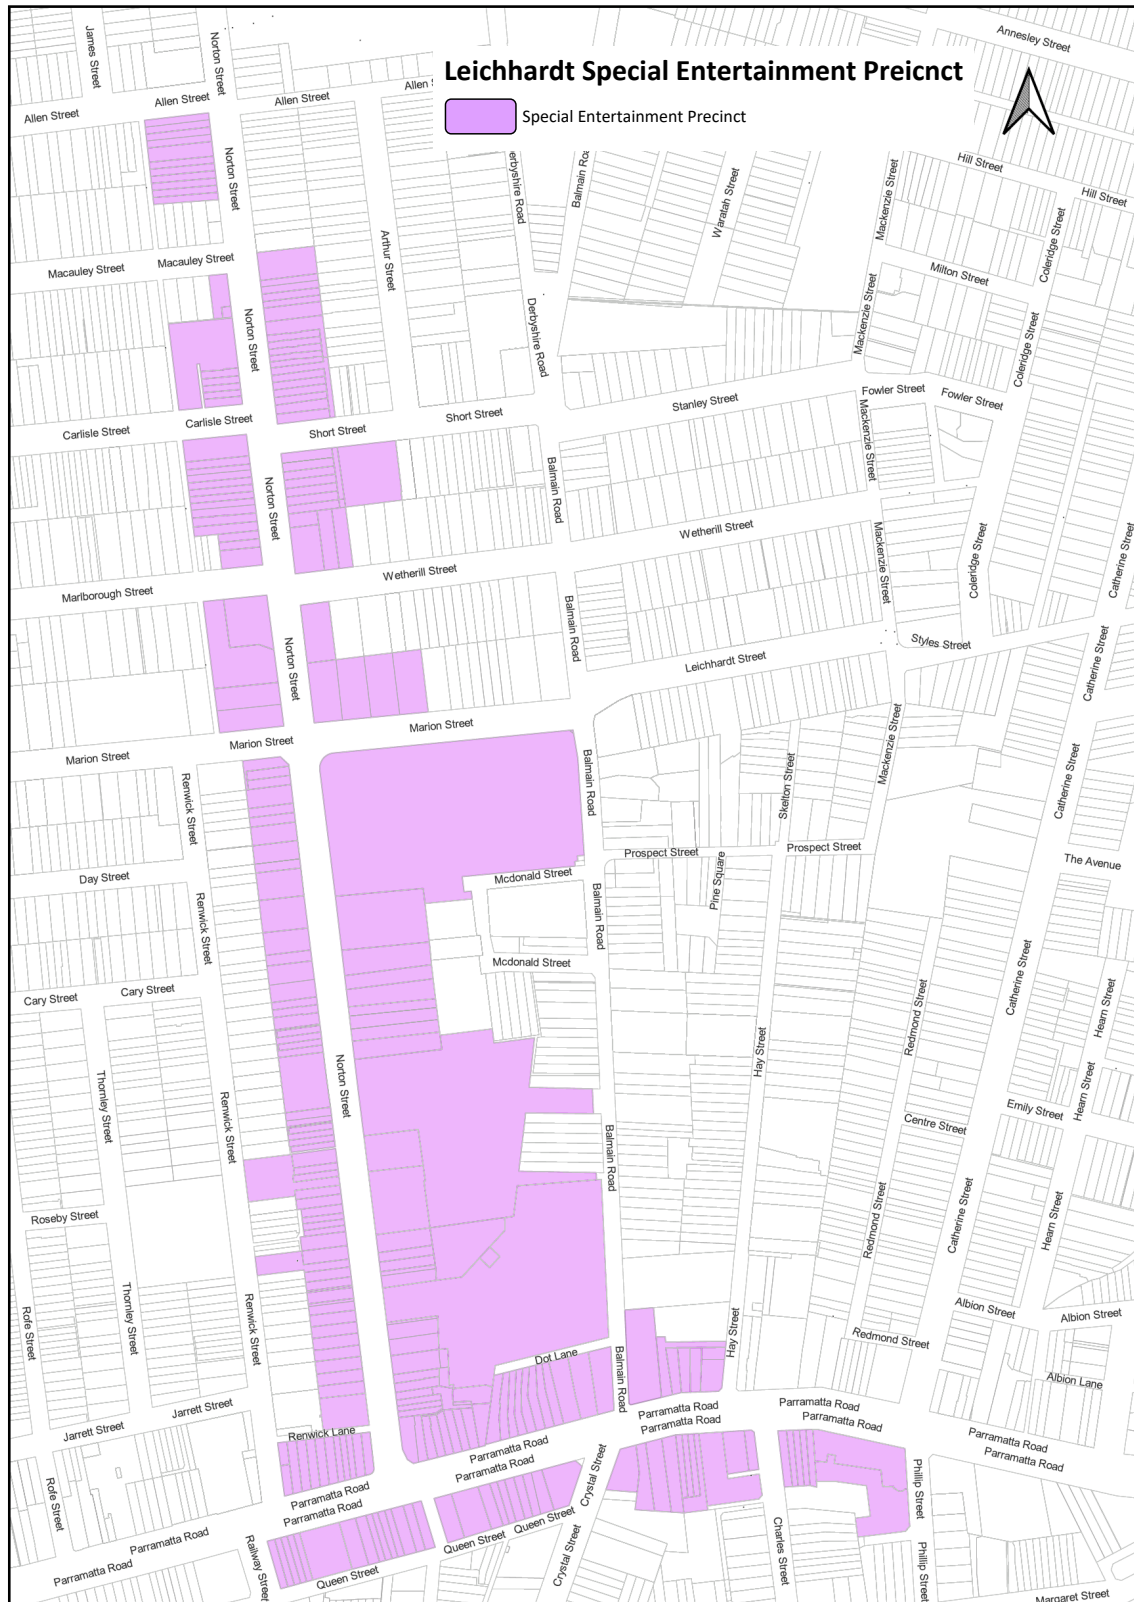 Annesley Street
James Street
Norton Street
Leichhardt Special Entertainment Preicnct
Special Entertainment Precinct
Allen Street
Allen Street
Allen Street
Allen S
Norton Street
Arthur Street
erbyshire Road
Balmain Roa
Waratah Street
Mackenzie Street
Hill Street
Hill Street
Coleridge Street
Macauley Street
Macauley Street
Milton Street
Norton Street
Derbyshire Road
Mackenzie Street
Coleridge Street
Carlisle Street
Carlisle Street
Short Street
Short Street
Stanley Street
Fowler Street
Fowler Street
Mackenzie Street
Norton Street
Balmain Road
Wetherill Street
Wetherill Street
Mackenzie Street
Coleridge Street
Catherine Street
Marlborough Street
Norton Street
Balmain Road
Leichhardt Street
Styles Street
Catherine Street
Marion Street
Marion Street
Marion Street
Renwick Street
Balmain Road
Skelton Street
Mackenzie Street
Catherine Street
Day Street
Renwick Street
Mcdonald Street
Balmain Road
Prospect Street
Prospect Street
Pine Square
The Avenue
Mcdonald Street
Cary Street
Cary Street
Catherine Street
Redmond Street
Hearn Street
Thornley Street
Renwick Street
Norton Street
Hay Street
Hearn Street
Emily Street
Centre Street
Balmain Road
Roseby Street
Redmond Street
Catherine Street
Hearn Street
Rofe Street
Thornley Street
Renwick Street
Albion Street
Albion Street
Redmond Street
Hay Street
Dot Lane
Balmain Road
Albion Lane
Jarrett Street
Jarrett Street
Renwick Lane
Parramatta Road
Parramatta Road
Parramatta Road
Parramatta Road
Parramatta Road
Parramatta Road
Parramatta Road
Parramatta Road
Rofe Street
Parramatta Road
Parramatta Road
Crystal Street
Phillip Street
Parramatta Road
Parramatta Road
Queen Street
Queen Street
Queen Street
Railway Street
Crystal Street
Charles Street
Phillip Street
Margaret Street